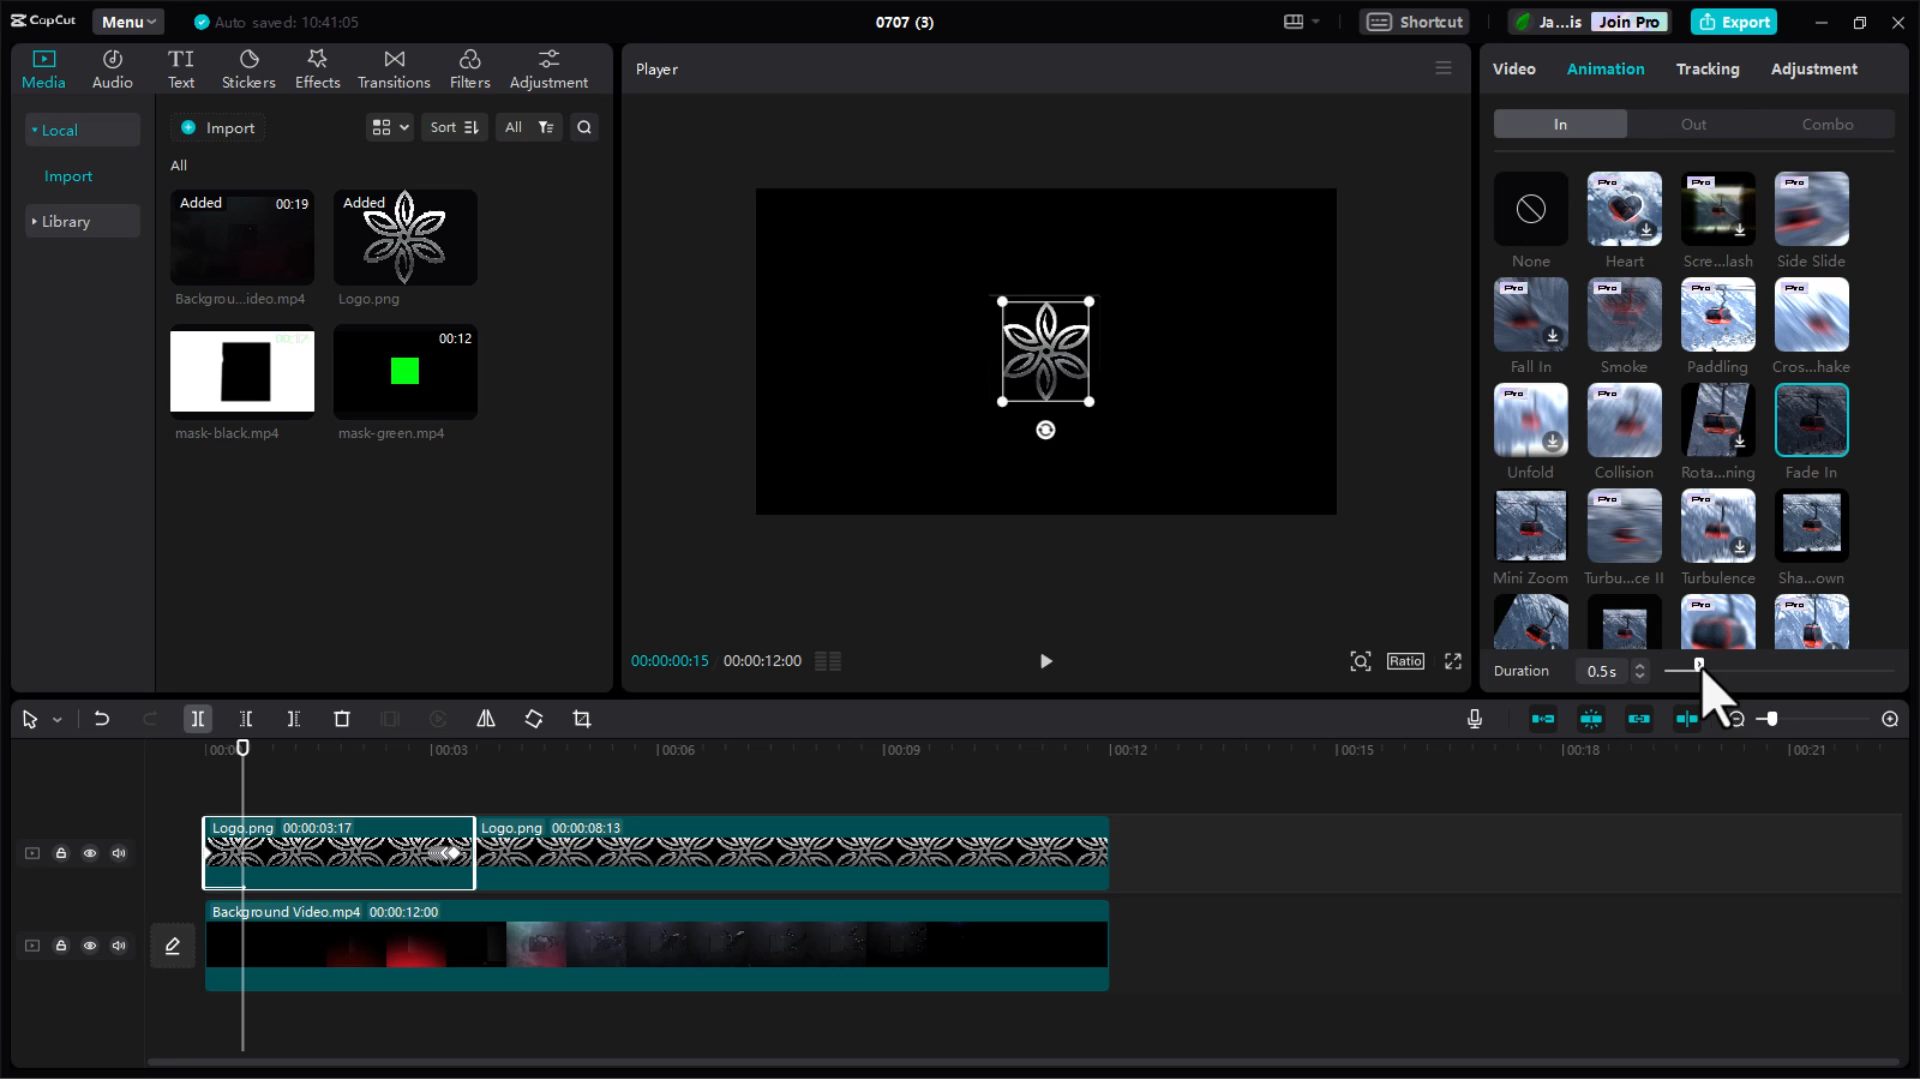 CapCut
Menu
Auto saved: 10:41:05
0707 (3)
Shortcut
Ja...is
Join Pro
Export
Media
Audio
TI
Text
Stickers
Effects
Transitions
Filters
Adjustment
Local
Import
Library
Import
Sort
All
All
Added
00:19
Backgrou...ideo.mp4
Added
Logo.png
00:12
mask-black.mp4
00:12
mask-green.mp4
Player
00:00:00:15
00:00:12:00
Ratio
Video
Animation
Tracking
Adjustment
In
Out
Combo
None
Pro
Heart
Pro
Scre...lash
Pro
Side Slide
Pro
Fall In
Pro
Smoke
Pro
Paddling
Pro
Cros...hake
Pro
Unfold
Pro
Collision
Rota...ning
Fade In
Mini Zoom
Pro
Turbu...ce II
Pro
Turbulence
Sha...own
Pro
Pro
Duration
0.5s
00:03
00:06
00:09
00:12
00:15
00:18
00:21
Logo.png 00:00:03:17
Logo.png 00:00:08:13
Background Video.mp4 00:00:12:00